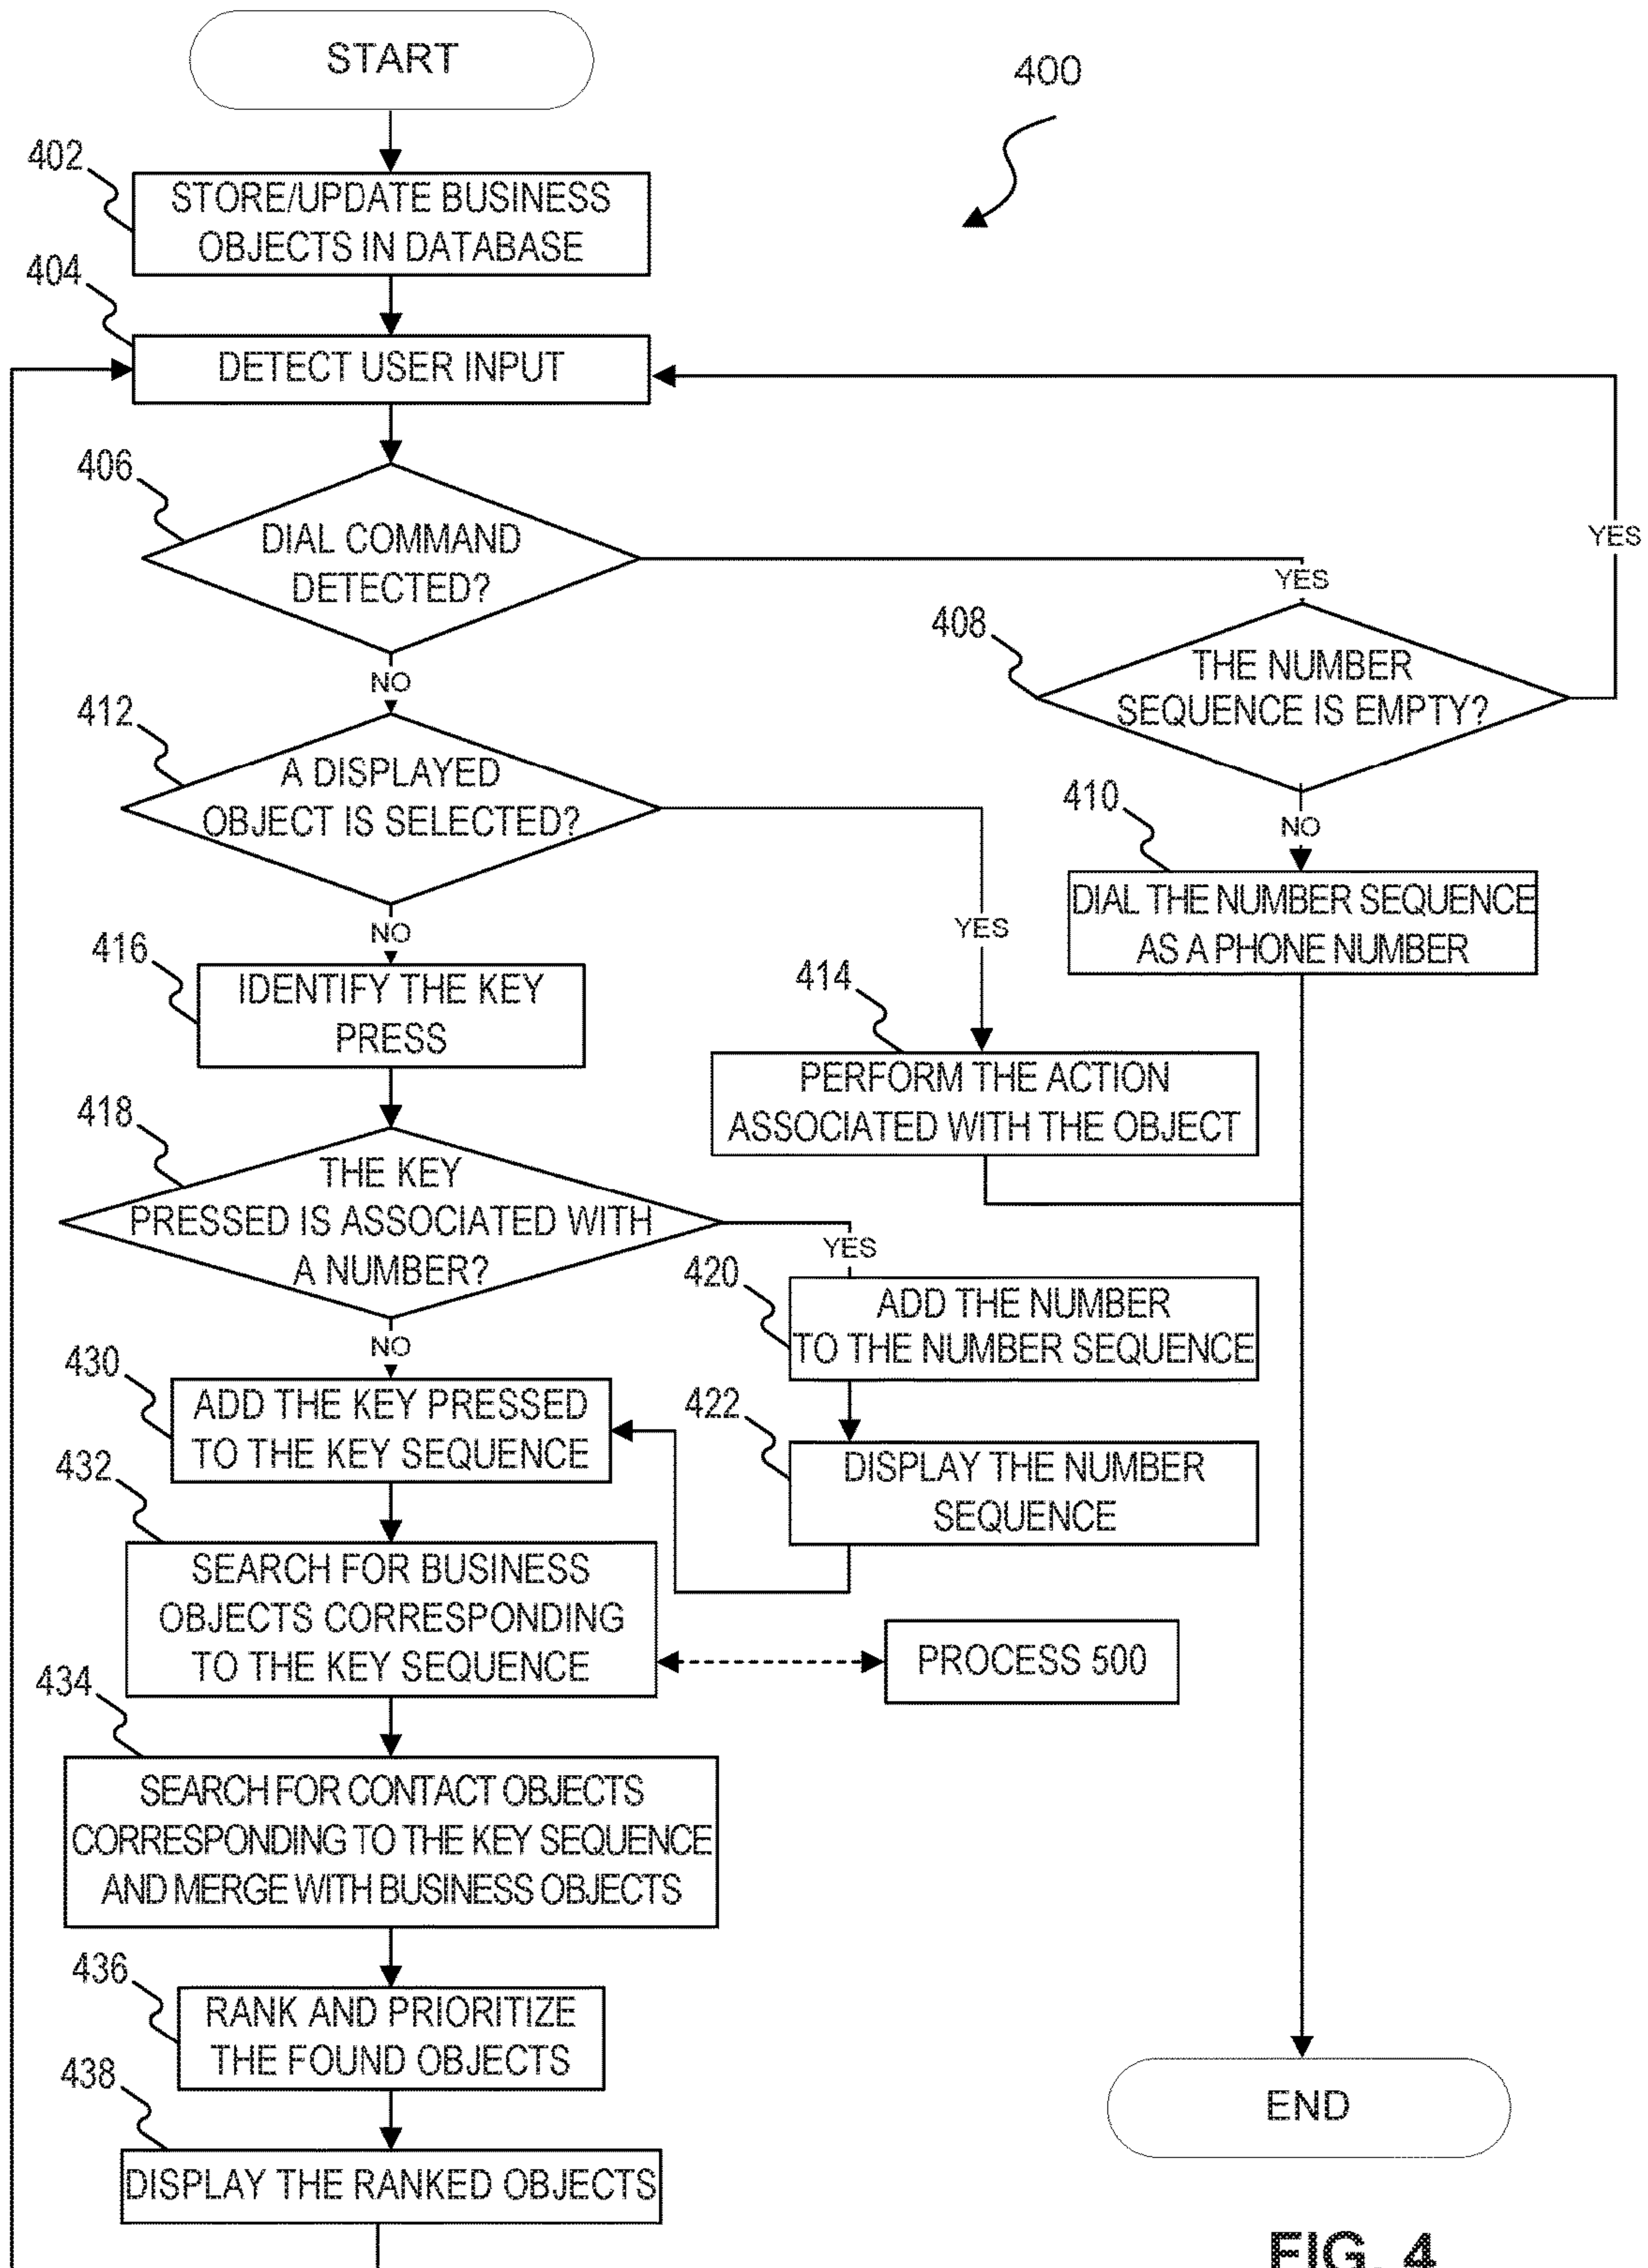 START
400
402
STORE/UPDATE BUSINESS
OBJECTS IN DATABASE
404
DETECT USER INPUT
406
DIAL COMMAND
DETECTED?
YES
YES
408
THE NUMBER
SEQUENCE IS EMPTY?
NO
412
A DISPLAYED
OBJECT IS SELECTED?
410
NO
DIAL THE NUMBER SEQUENCE
AS A PHONE NUMBER
YES
NO
416
IDENTIFY THE KEY
PRESS
414
PERFORM THE ACTION
ASSOCIATED WITH THE OBJECT
418
THE KEY
PRESSED IS ASSOCIATED WITH
A NUMBER?
YES
420
ADD THE NUMBER
TO THE NUMBER SEQUENCE
NO
430
ADD THE KEY PRESSED
TO THE KEY SEQUENCE
422
DISPLAY THE NUMBER
SEQUENCE
432
SEARCH FOR BUSINESS
OBJECTS CORRESPONDING
TO THE KEY SEQUENCE
PROCESS 500
434
SEARCH FOR CONTACT OBJECTS
CORRESPONDING TO THE KEY SEQUENCE
AND MERGE WITH BUSINESS OBJECTS
436
RANK AND PRIORITIZE
THE FOUND OBJECTS
438
DISPLAY THE RANKED OBJECTS
END
FIG. 4